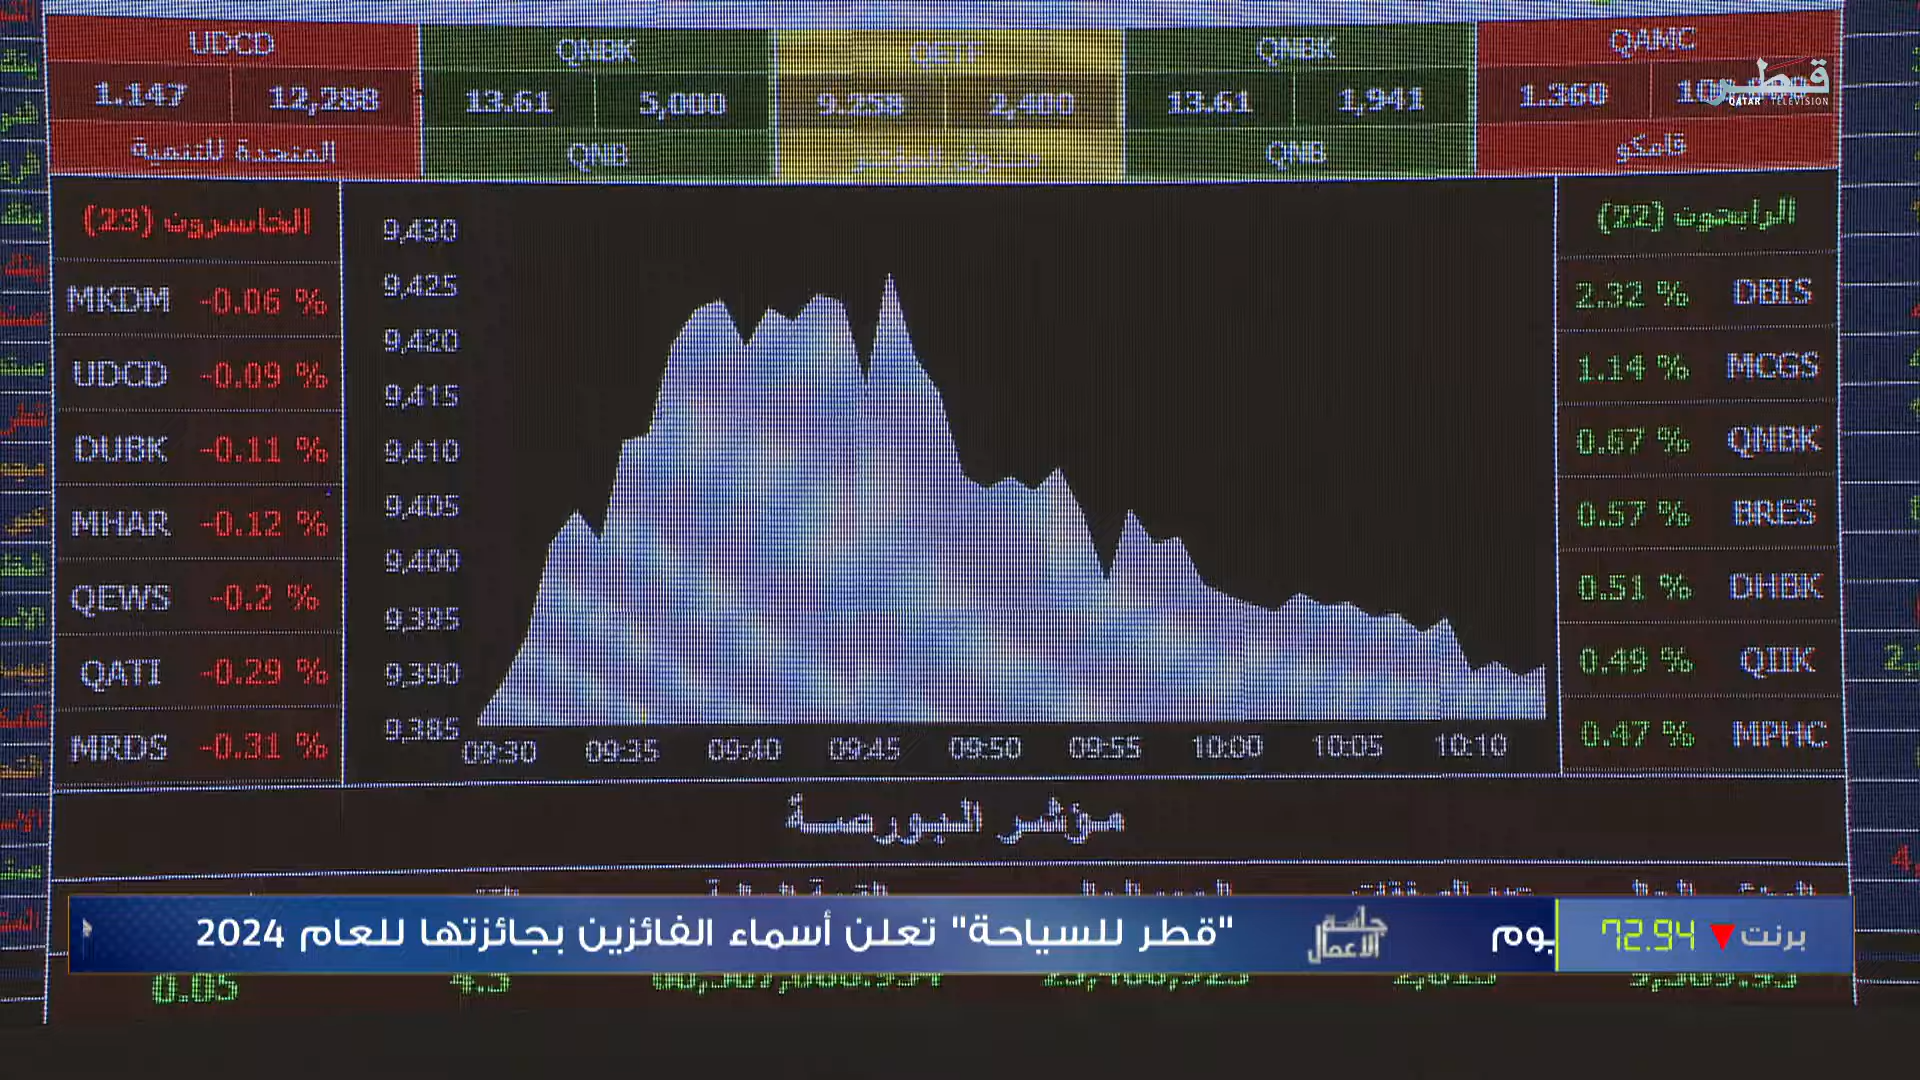 UDCD
1.147 12,288
المتحدة للتنمية
QNBK
13.61 5,000
QNB
QETF
9.258 2,400
QNBK
13.61 1,941
QNB
QAMC
1.360
قامكو
قطر
QATAR TELEVISION
الخاسرون (23)
MKDM -0.06 %
UDCD -0.09 %
DUBK -0.11 %
MHAR -0.12 %
QEWS -0.2 %
QATI -0.29 %
MRDS -0.31 %
9,430
9,425
9,420
9,415
9,410
9,405
9,400
9,395
9,390
9,385
09:30 09:35 09:40 09:45 09:50 09:55 10:00 10:05 10:10
الرابحون (22)
2.32 % DBIS
1.14 % MCGS
0.67 % QNBK
0.57 % BRES
0.51 % DHBK
0.49 % QIIK
0.47 % MPHC
مؤشر البورصة
برنت 72.94
يوم
جلسة الأعمال
"قطر للسياحة" تعلن أسماء الفائزين بجائزتها للعام 2024
0.05